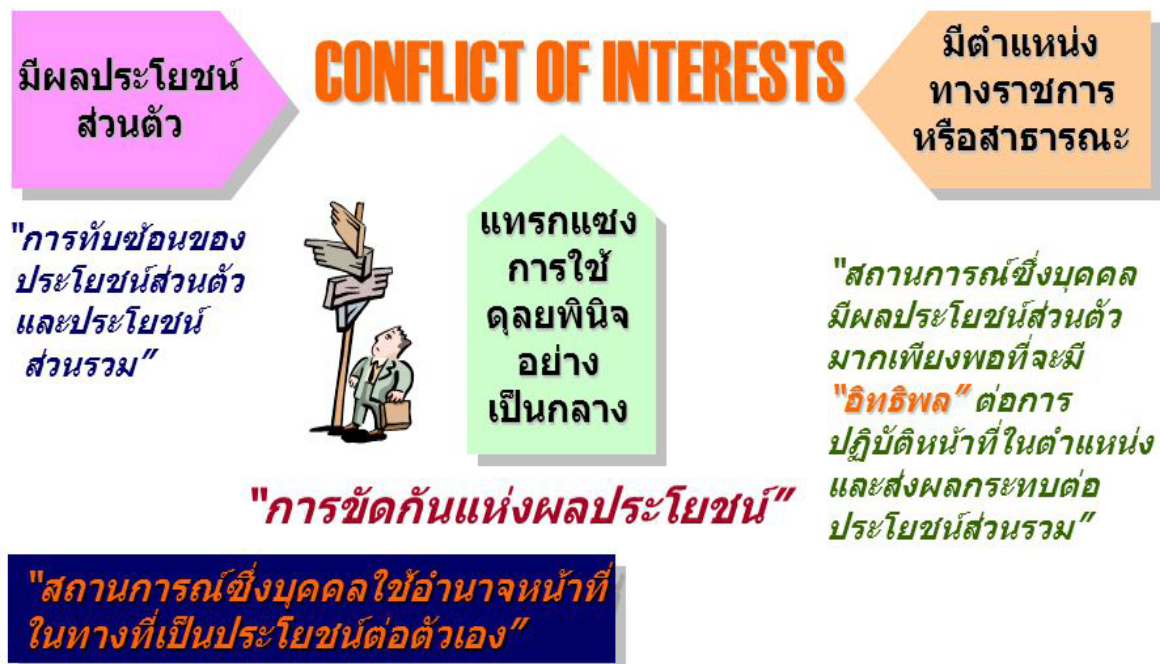 มีผลประโยชน์
ส่วนตัว
CONFLICT OF INTERESTS
มีตำแหน่ง
ทางราชการ
หรือสาธารณะ
"การทับซ้อนของ
ประโยชน์ส่วนตัว
และประโยชน์
ส่วนรวม"
แทรกแซง
การใช้
ดุลยพินิจ
อย่าง
เป็นกลาง
"สถานการณ์ซึ่งบุคคล
มีผลประโยชน์ส่วนตัว
มากเพียงพอที่จะมี
"อิทธิพล" ต่อการ
ปฏิบัติหน้าที่ในตำแหน่ง
และส่งผลกระทบต่อ
ประโยชน์ส่วนรวม"
"การขัดกันแห่งผลประโยชน์"
"สถานการณ์ซึ่งบุคคลใช้อำนาจหน้าที่
ในทางที่เป็นประโยชน์ต่อตัวเอง"